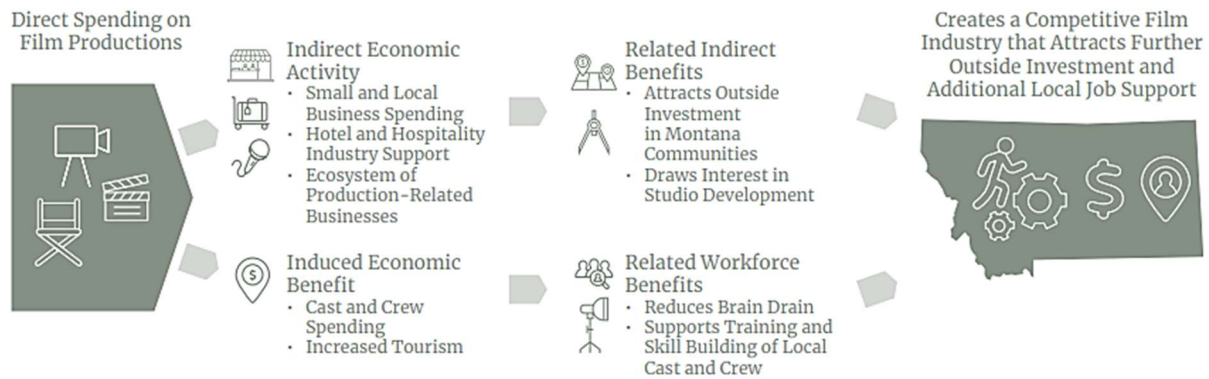 Direct Spending on
Film Productions
Indirect Economic
Activity
• Small and Local
Business Spending
• Hotel and Hospitality
Industry Support
• Ecosystem of
Production-Related
Businesses
Induced Economic
Benefit
• Cast and Crew
Spending
• Increased Tourism
Related Indirect
Benefits
• Attracts Outside
Investment
in Montana
Communities
• Draws Interest in
Studio Development
Related Workforce
Benefits
• Reduces Brain Drain
• Supports Training and
Skill Building of Local
Cast and Crew
Creates a Competitive Film
Industry that Attracts Further
Outside Investment and
Additional Local Job Support